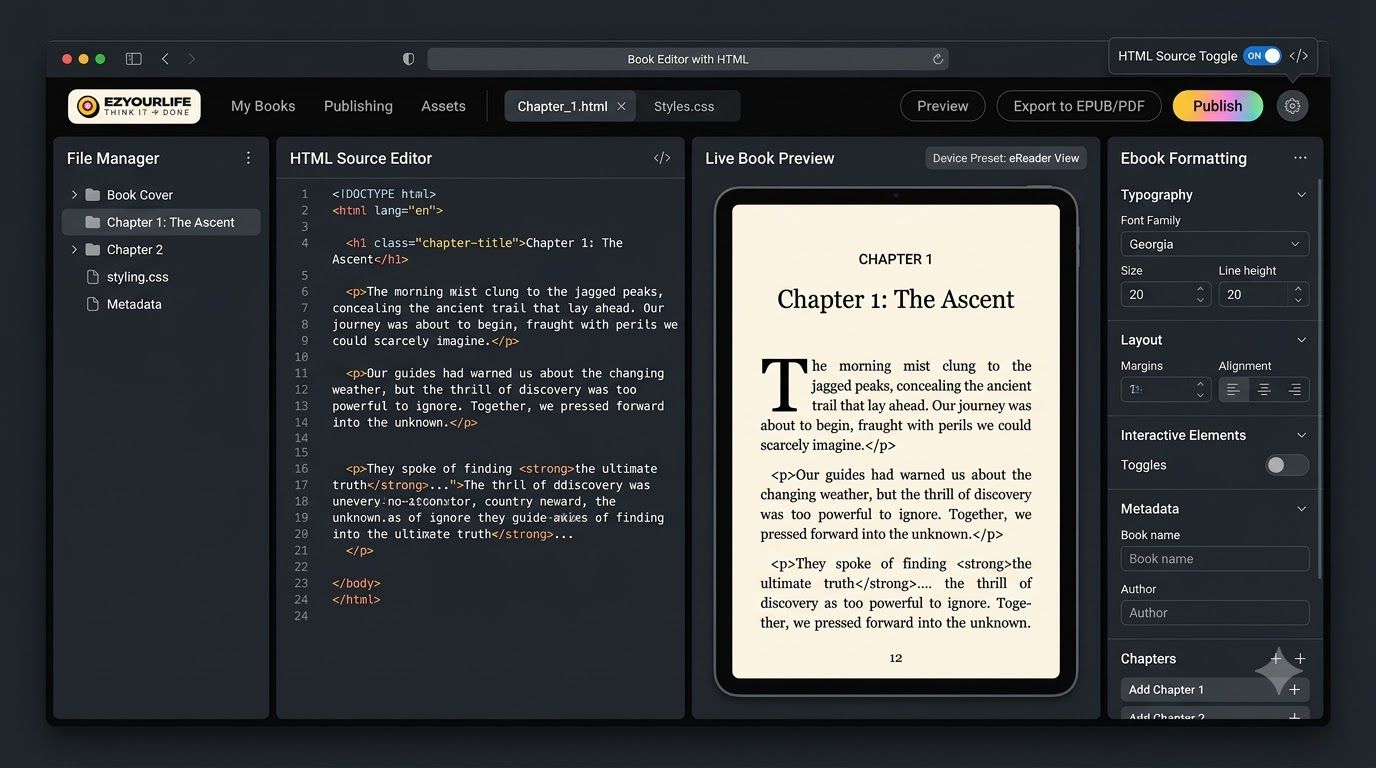 Book Editor with HTML
HTML Source Toggle ON </>
EZYOURLIFE
THINK IT DONE
My Books
Publishing
Assets
Chapter_1.html ×
Styles.css
Preview
Export to EPUB/PDF
Publish
File Manager
Book Cover
Chapter 1: The Ascent
Chapter 2
styling.css
Metadata
HTML Source Editor </>
1 <!DOCTYPE html>
2 <html lang="en">
3
4 <h1 class="chapter-title">Chapter 1: The
Ascent</h1>
5
6 <p>The morning mist clung to the jagged peaks,
7 concealing the ancient trail that lay ahead. Our
8 journey was about to begin, fraught with perils we
9 could scarcely imagine.</p>
10
11 <p>Our guides had warned us about the changing
12 weather, but the thrill of discovery was too
13 powerful to ignore. Together, we pressed forward
14 into the unknown.</p>
14
15
16 <p>They spoke of finding <strong>the ultimate
17 truth</strong>...">The thrll of ddiscovery was
18 unevery country neward, the
19 unknown.as of ignore they guide of finding
20 into the ultimate truth</strong>...
21 </p>
22
23 </body>
24 </html>
24
Live Book Preview
Device Preset: eReader View
CHAPTER 1
Chapter 1: The Ascent
The morning mist clung to the
jagged peaks, concealing the ancient
trail that lay ahead. Our journey was
about to begin, fraught with perils we could
scarcely imagine.</p>
<p>Our guides had warned us about the
changing weather, but the thrill of ddiscovery
was too powerful to ignore. Together, we
pressed forward into the unknown.</p>
<p>They spoke of finding <strong>the
ultimate truth</strong>.... the thrill of
discovery as too powerful to ignore. Toge-
ther, we pressed forward into the unknown.
12
Ebook Formatting
Typography
Font Family
Georgia
Size
Line height
20
20
Layout
Margins
Alignment
Interactive Elements
Toggles
Metadata
Book name
Book name
Author
Author
Chapters + +
Add Chapter 1 +
Add Chapter 2 +